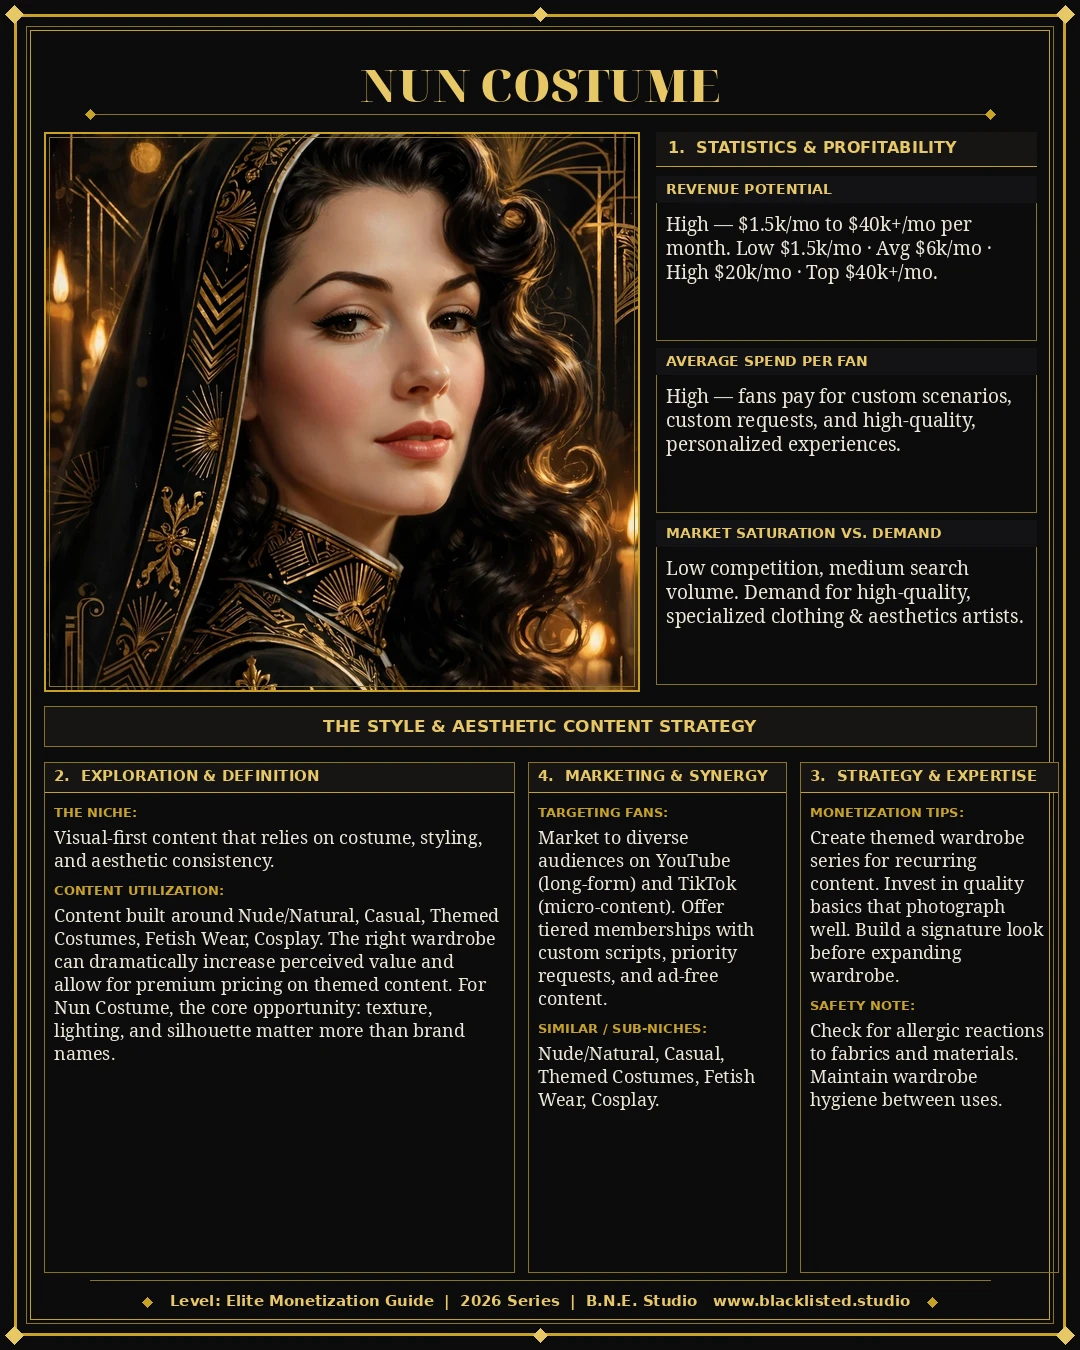 NUN COSTUME
1. STATISTICS & PROFITABILITY
REVENUE POTENTIAL
High — $1.5k/mo to $40k+/mo per
month. Low $1.5k/mo · Avg $6k/mo ·
High $20k/mo · Top $40k+/mo.
AVERAGE SPEND PER FAN
High — fans pay for custom scenarios,
custom requests, and high-quality,
personalized experiences.
MARKET SATURATION VS. DEMAND
Low competition, medium search
volume. Demand for high-quality,
specialized clothing & aesthetics artists.
THE STYLE & AESTHETIC CONTENT STRATEGY
2. EXPLORATION & DEFINITION
THE NICHE:
Visual-first content that relies on costume, styling,
and aesthetic consistency.
CONTENT UTILIZATION:
Content built around Nude/Natural, Casual, Themed
Costumes, Fetish Wear, Cosplay. The right wardrobe
can dramatically increase perceived value and
allow for premium pricing on themed content. For
Nun Costume, the core opportunity: texture,
lighting, and silhouette matter more than brand
names.
4. MARKETING & SYNERGY
TARGETING FANS:
Market to diverse
audiences on YouTube
(long-form) and TikTok
(micro-content). Offer
tiered memberships with
custom scripts, priority
requests, and ad-free
content.
SIMILAR / SUB-NICHES:
Nude/Natural, Casual,
Themed Costumes, Fetish
Wear, Cosplay.
3. STRATEGY & EXPERTISE
MONETIZATION TIPS:
Create themed wardrobe
series for recurring
content. Invest in quality
basics that photograph
well. Build a signature look
before expanding
wardrobe.
SAFETY NOTE:
Check for allergic reactions
to fabrics and materials.
Maintain wardrobe
hygiene between uses.
Level: Elite Monetization Guide | 2026 Series | B.N.E. Studio www.blacklisted.studio